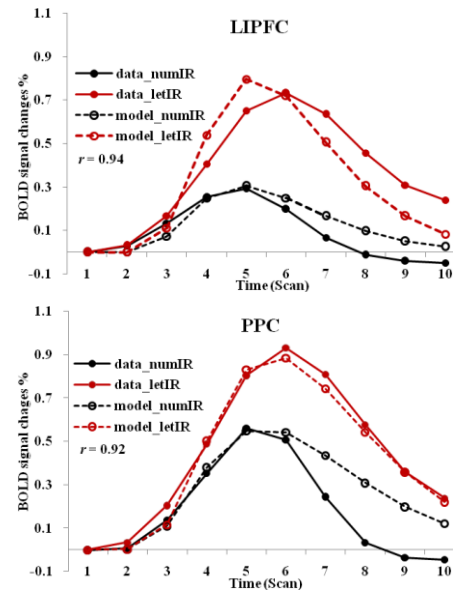 LIPFC
BOLD signal changes %
1.1
0.9
0.7
0.5
0.3
0.1
-0.1
data_numIR
data_letIR
model_numIR
model_letIR
r = 0.94
1 2 3 4 5 6 7 8 9 10
Time (Scan)
PPC
BOLD signal chages %
1.1
0.9
0.7
0.5
0.3
0.1
-0.1
data_numIR
data_letIR
model_numIR
model_letIR
r = 0.92
1 2 3 4 5 6 7 8 9 10
Time (Scan)